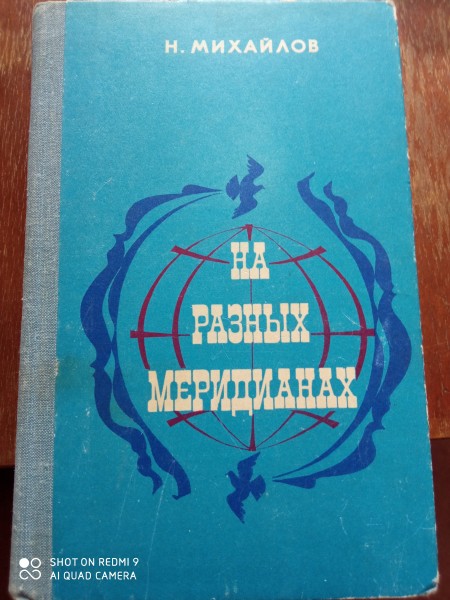 Н. МИХАЙЛОВ
НА
РАЗНЫХ
МЕРИДИАНАХ
SHOT ON REDMI 9
AI QUAD CAMERA